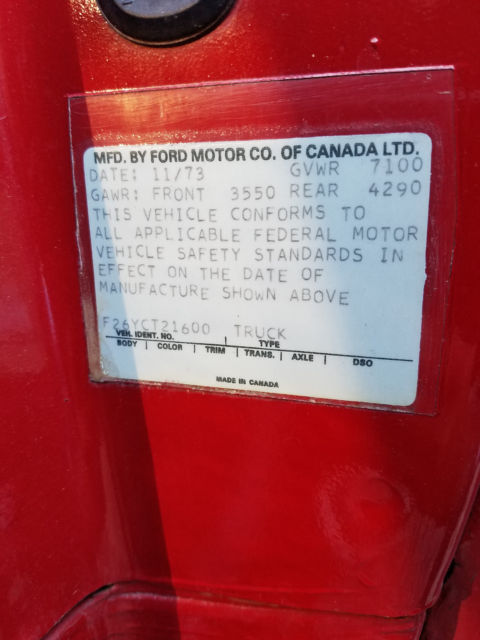 MFD. BY FORD MOTOR CO. OF CANADA LTD.
DATE: 11/73 GVWR 7100
GAWR: FRONT 3550 REAR 4290
THIS VEHICLE CONFORMS TO
ALL APPLICABLE FEDERAL MOTOR
VEHICLE SAFETY STANDARDS IN
EFFECT ON THE DATE OF
MANUFACTURE SHOWN ABOVE
F26YCT21600 TRUCK
VEH. IDENT. NO. TYPE
BODY | COLOR | TRIM | TRANS. | AXLE | DSO
MADE IN CANADA